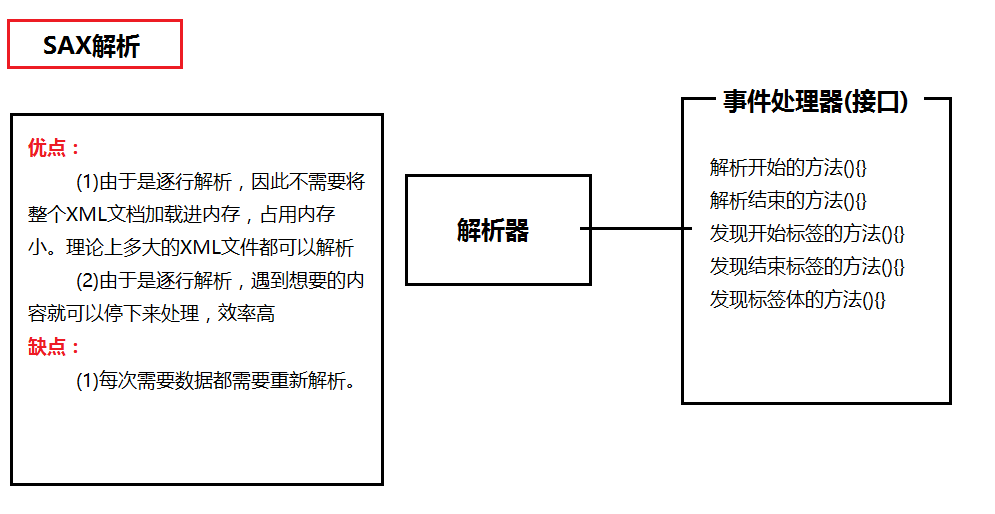 SAX解析
优点：
(1)由于是逐行解析，因此不需要将
整个XML文档加载进内存，占用内存
小。理论上多大的XML文件都可以解析
(2)由于是逐行解析，遇到想要的内
容就可以停下来处理，效率高
缺点：
(1)每次需要数据都需要重新解析。
解析器
事件处理器(接口)
解析开始的方法(){}
解析结束的方法(){}
发现开始标签的方法(){}
发现结束标签的方法(){}
发现标签体的方法(){}